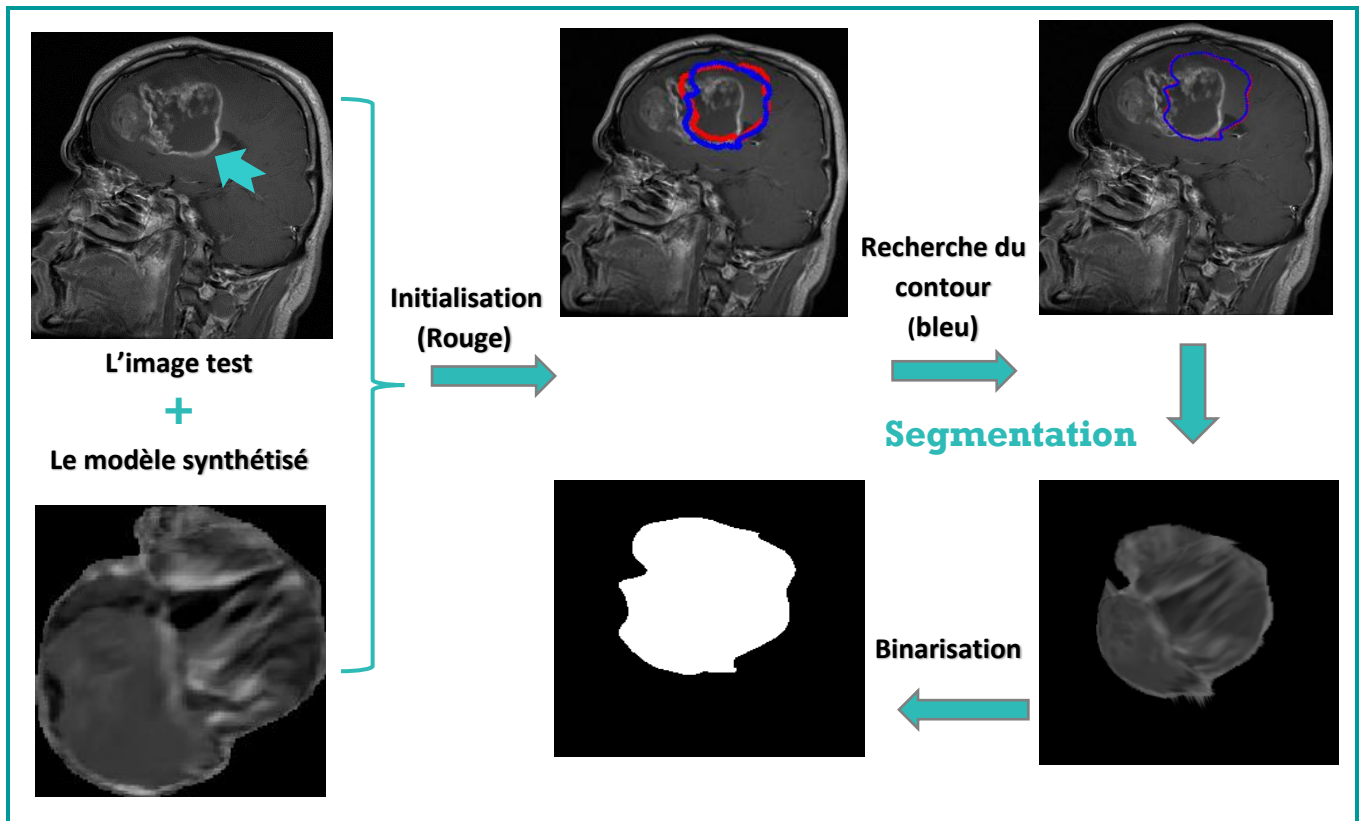 L’image test
+
Le modèle synthétisé
Initialisation
(Rouge)
Recherche du
contour
(bleu)
Segmentation
Binarisation